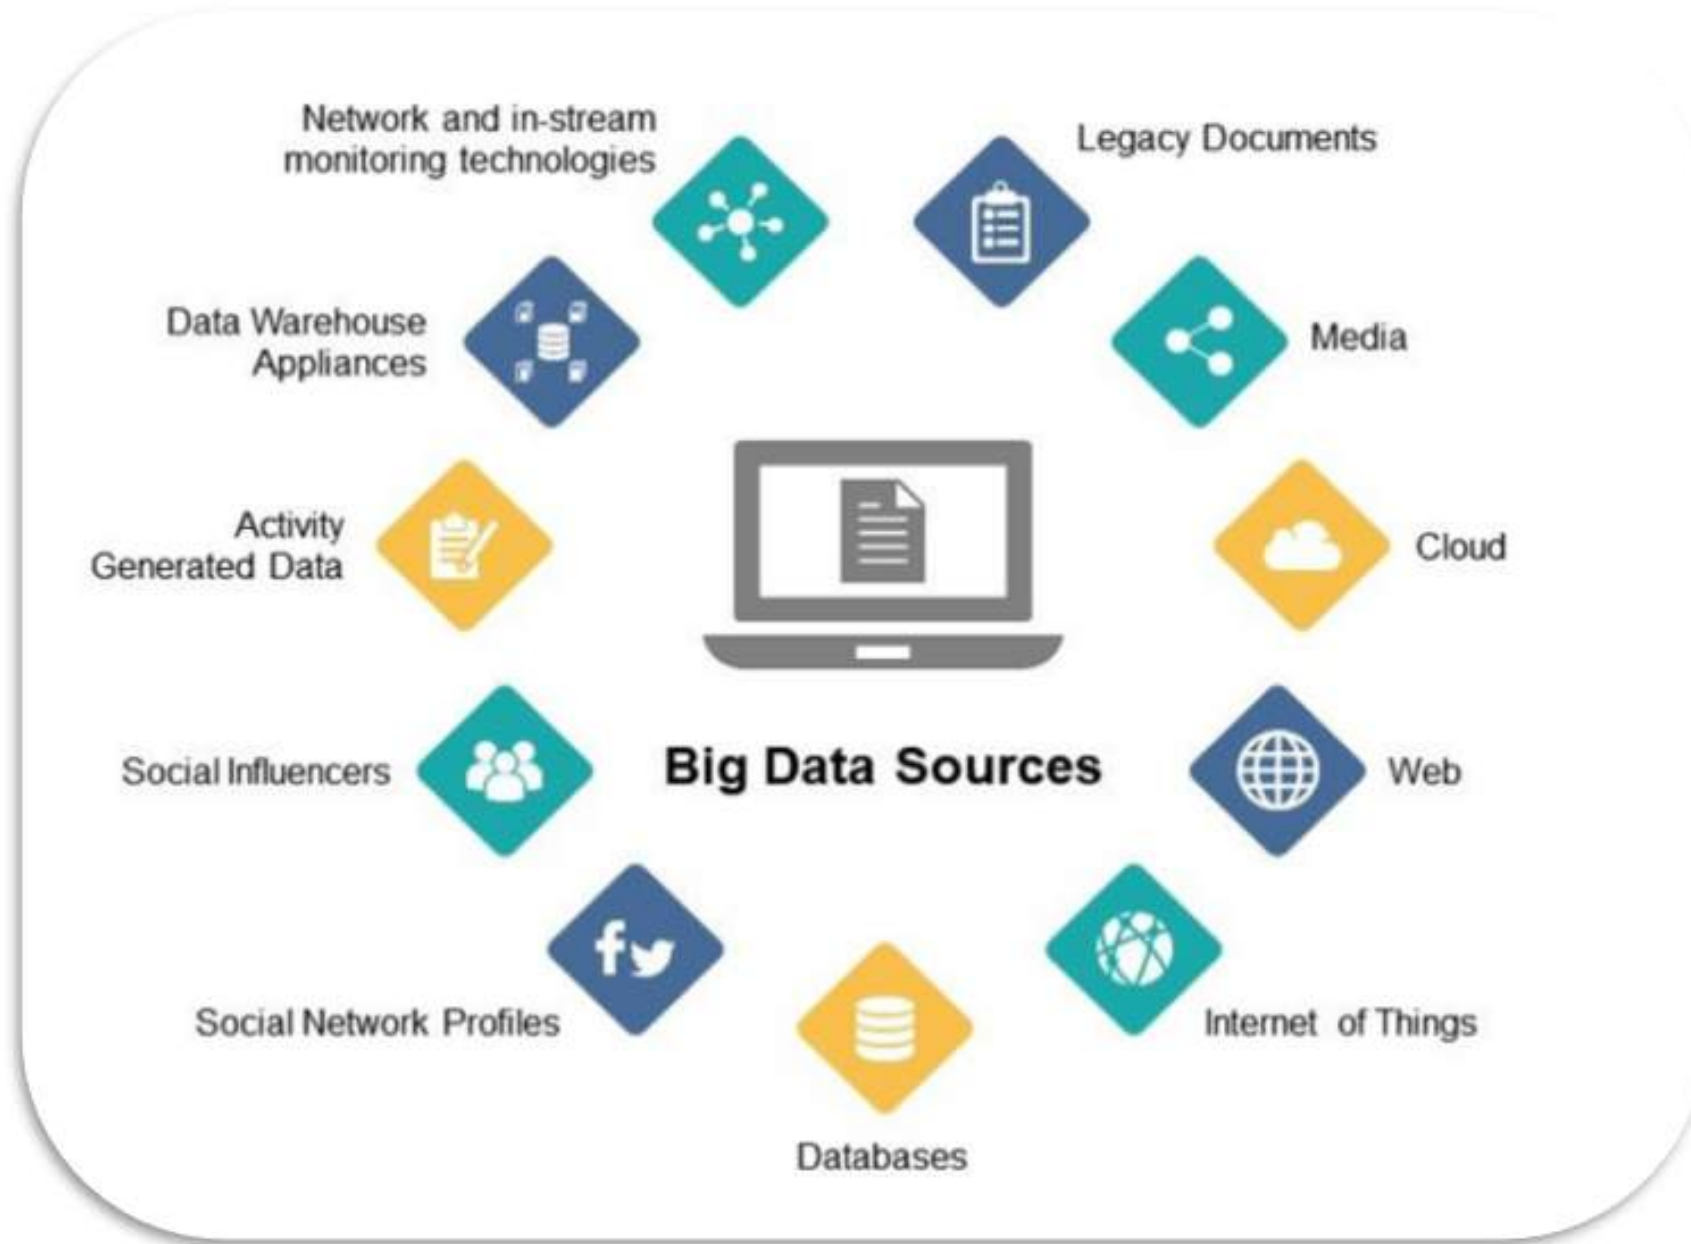 Network and in-stream
monitoring technologies
Legacy Documents
Data Warehouse
Appliances
Media
Activity
Generated Data
Cloud
Social Influencers
Big Data Sources
Web
Social Network Profiles
Internet of Things
Databases